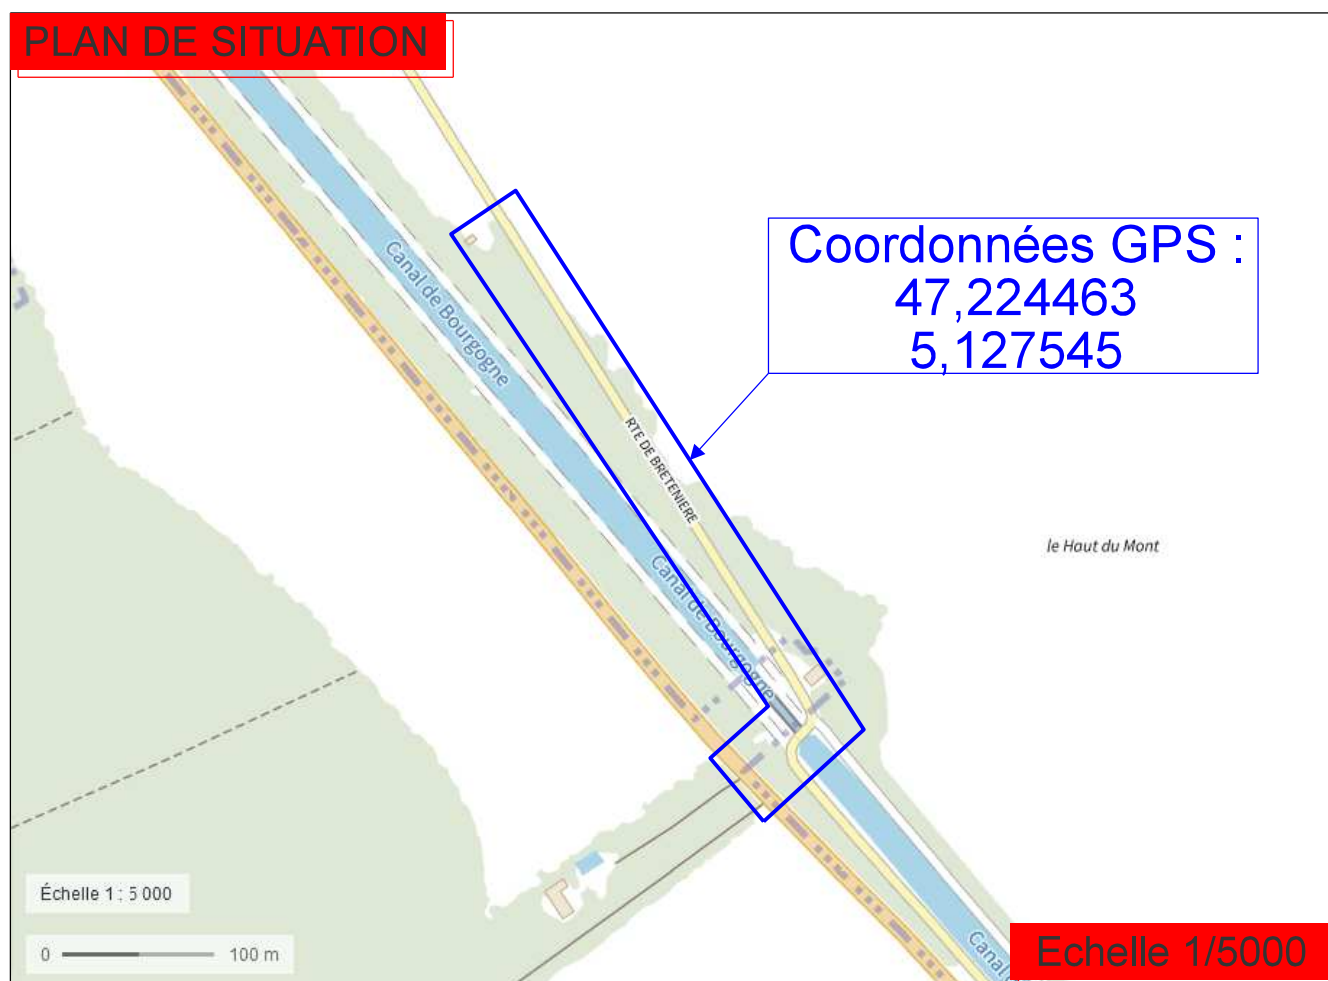 PLAN DE SITUATION
Coordonnées GPS :
47,224463
5,127545
Canal de Bourgogne
RTE DE BRETENIERE
le Haut du Mont
Canal de Bourgogne
Échelle 1 : 5 000
0 100 m
Canal
Echelle 1/5000